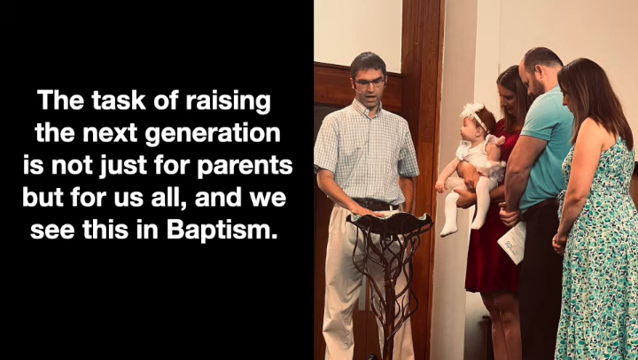 The task of raising
the next generation
is not just for parents
but for us all, and we
see this in Baptism.